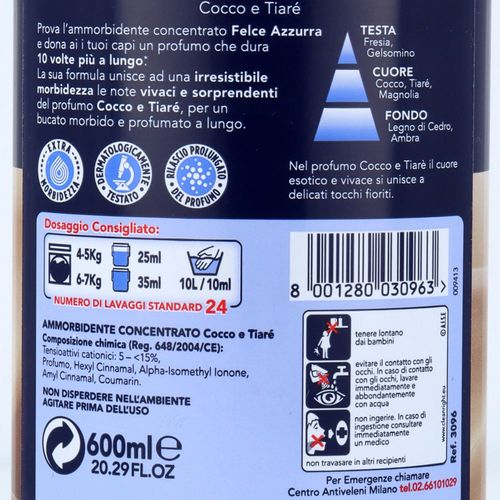 Cocco e Tiaré
Prova l'ammorbidente concentrato Felce Azzurra
e dona ai i tuoi capi un profumo che dura
10 volte più a lungo*.
La sua formula unisce ad una irresistibile
morbidezza le note vivaci e sorprendenti
del profumo Cocco e Tiaré, per un
bucato morbido e profumato a lungo.
TESTA
Fresia,
Gelsomino
CUORE
Cocco, Tiaré,
Magnolia
FONDO
Legno di Cedro,
Ambra
EXTRA MORBIDEZZA
DERMATOLOGICAMENTE TESTATO
RILASCIO PROLUNGATO DEL PROFUMO
Nel profumo Cocco e Tiarè il cuore
esotico e vivace si unisce a
delicati tocchi fioriti.
Dosaggio Consigliato:
4-5Kg 25ml
6-7Kg 35ml
10L / 10ml
NUMERO DI LAVAGGI STANDARD 24
AMMORBIDENTE CONCENTRATO Cocco e Tiaré
Composizione chimica (Reg. 648/2004/CE):
Tensioattivi cationici: 5 – <15%,
Profumo, Hexyl Cinnamal, Alpha-Isomethyl Ionone,
Amyl Cinnamal, Coumarin.
NON DISPERDERE NELL'AMBIENTE
AGITARE PRIMA DELL'USO
600ml e
20.29FL.OZ
8 001280 030963 >
009413
© A.I.S.E
tenere lontano
dai bambini
evitare il contatto con gli
occhi. In caso di contatto
con gli occhi, lavare
immediatamente e
abbondantemente
con acqua
non ingerire. In caso di
ingestione consultare
immediatamente
un medico
non travasare in altri recipienti
www.cleanright.eu
Ref. 3096
Per Emergenze chiamare
Centro Antiveleni Milano tel.02.66101029